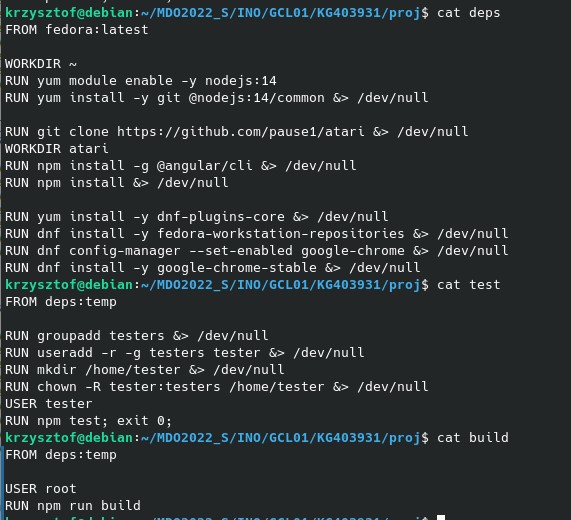 krzysztof@debian:~/MDO2022_S/INO/GCL01/KG403931/proj$ cat deps
FROM fedora:latest
WORKDIR ~
RUN yum module enable -y nodejs:14
RUN yum install -y git @nodejs:14/common &> /dev/null
RUN git clone https://github.com/pause1/atari &> /dev/null
WORKDIR atari
RUN npm install -g @angular/cli &> /dev/null
RUN npm install &> /dev/null
RUN yum install -y dnf-plugins-core &> /dev/null
RUN dnf install -y fedora-workstation-repositories &> /dev/null
RUN dnf config-manager --set-enabled google-chrome &> /dev/null
RUN dnf install -y google-chrome-stable &> /dev/null
krzysztof@debian:~/MDO2022_S/INO/GCL01/KG403931/proj$ cat test
FROM deps:temp
RUN groupadd testers &> /dev/null
RUN useradd -r -g testers tester &> /dev/null
RUN mkdir /home/tester &> /dev/null
RUN chown -R tester:testers /home/tester &> /dev/null
USER tester
RUN npm test; exit 0;
krzysztof@debian:~/MDO2022_S/INO/GCL01/KG403931/proj$ cat build
FROM deps:temp
USER root
RUN npm run build